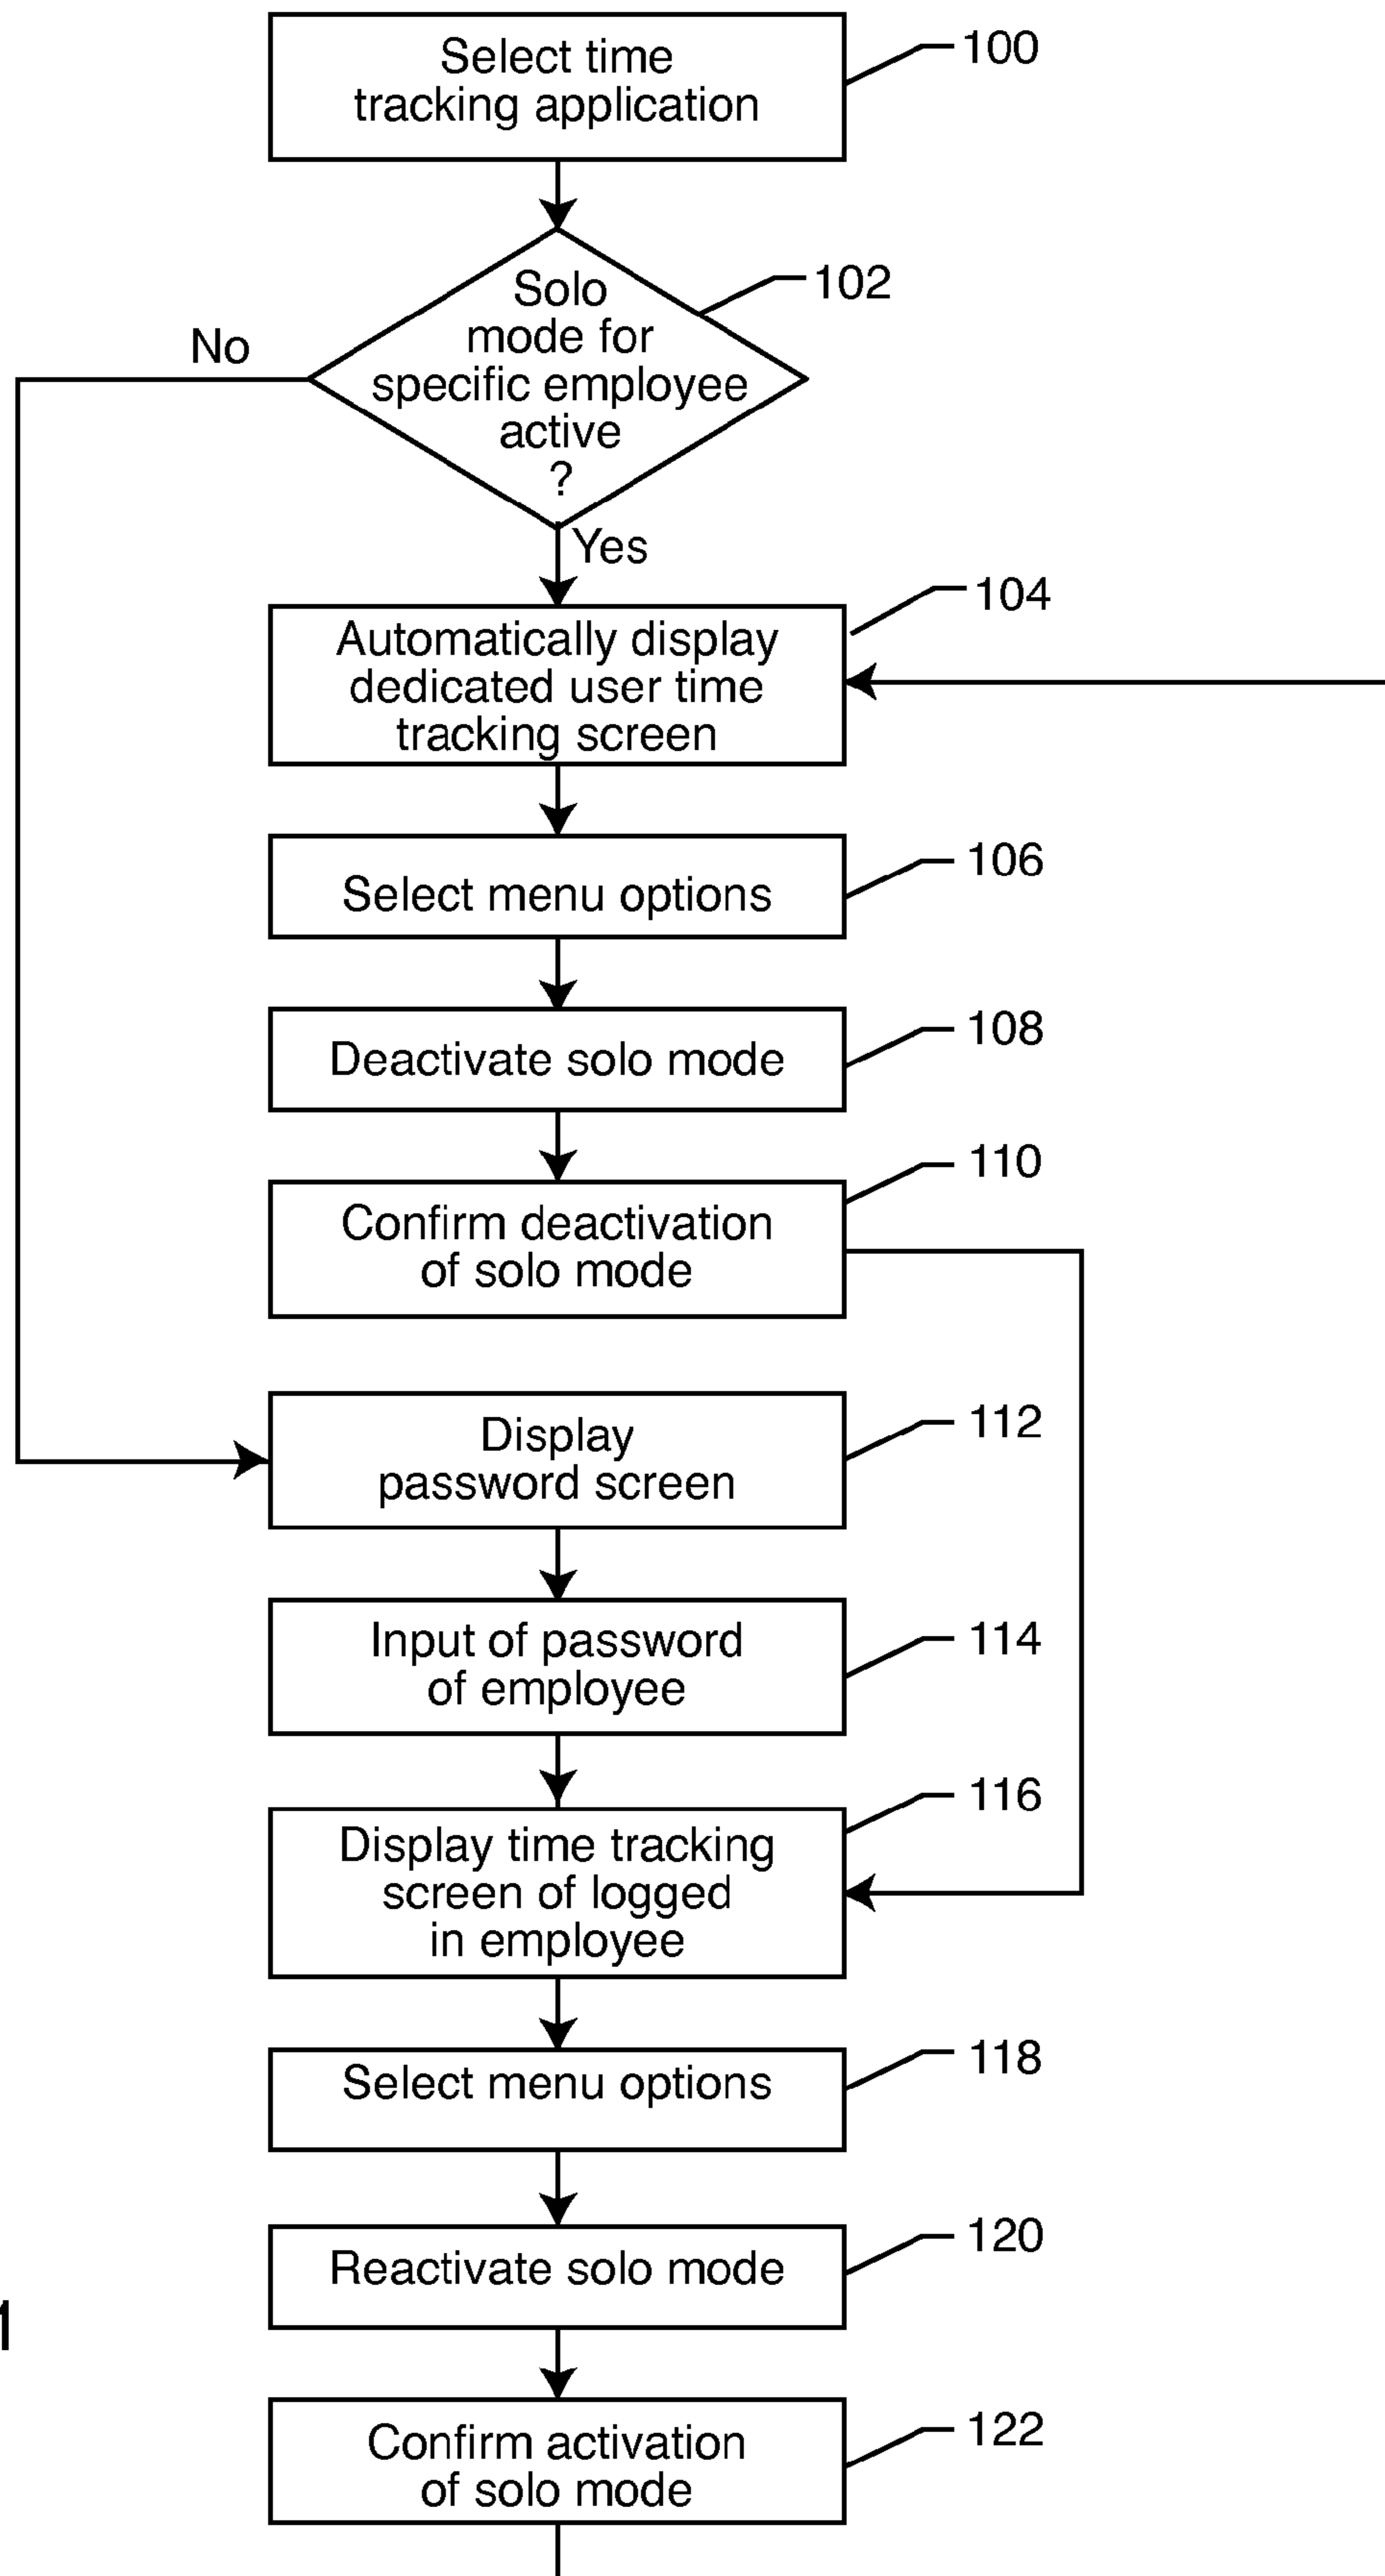 Select time
tracking application
100
Solo
mode for
specific employee
active
?
102
No
Yes
Automatically display
dedicated user time
tracking screen
104
Select menu options
106
Deactivate solo mode
108
Confirm deactivation
of solo mode
110
Display
password screen
112
Input of password
of employee
114
Display time tracking
screen of logged
in employee
116
Select menu options
118
Reactivate solo mode
120
1
Confirm activation
of solo mode
122